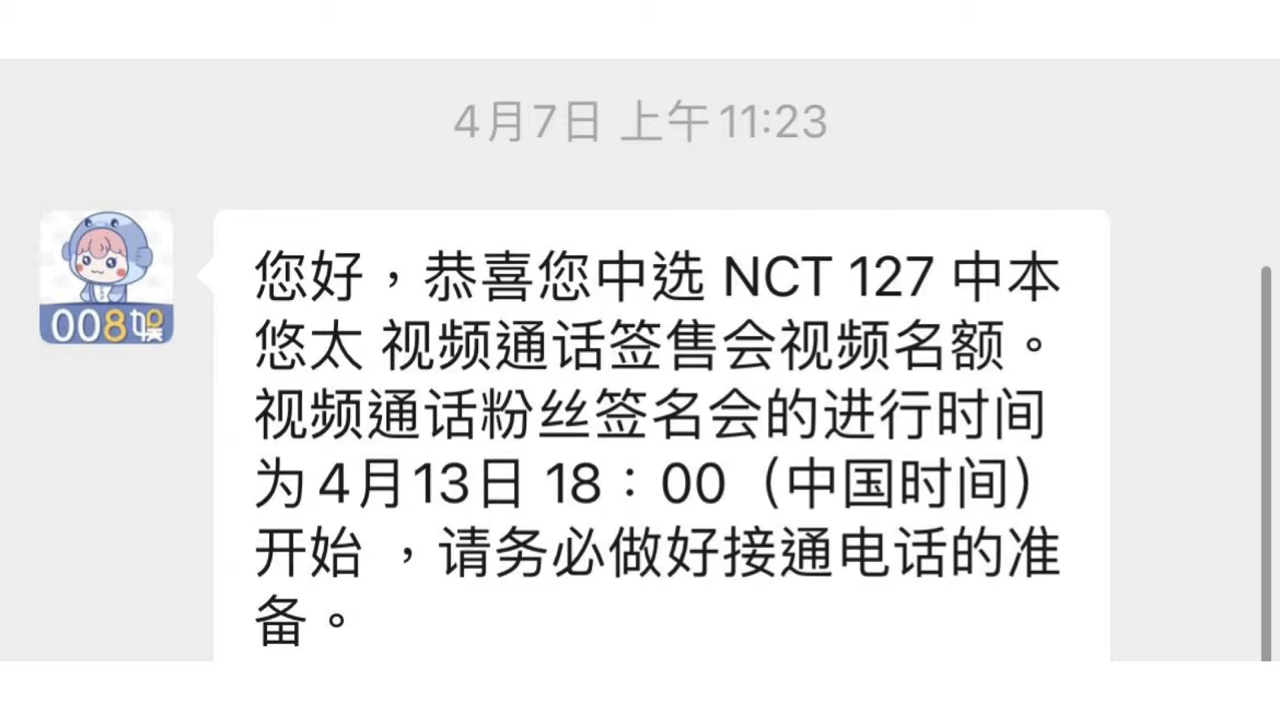 4月7日 上午11:23
008娱
您好，恭喜您中选 NCT 127 中本
悠太 视频通话签售会视频名额。
视频通话粉丝签名会的进行时间
为4月13日 18：00（中国时间）
开始 ，请务必做好接通电话的准
备。